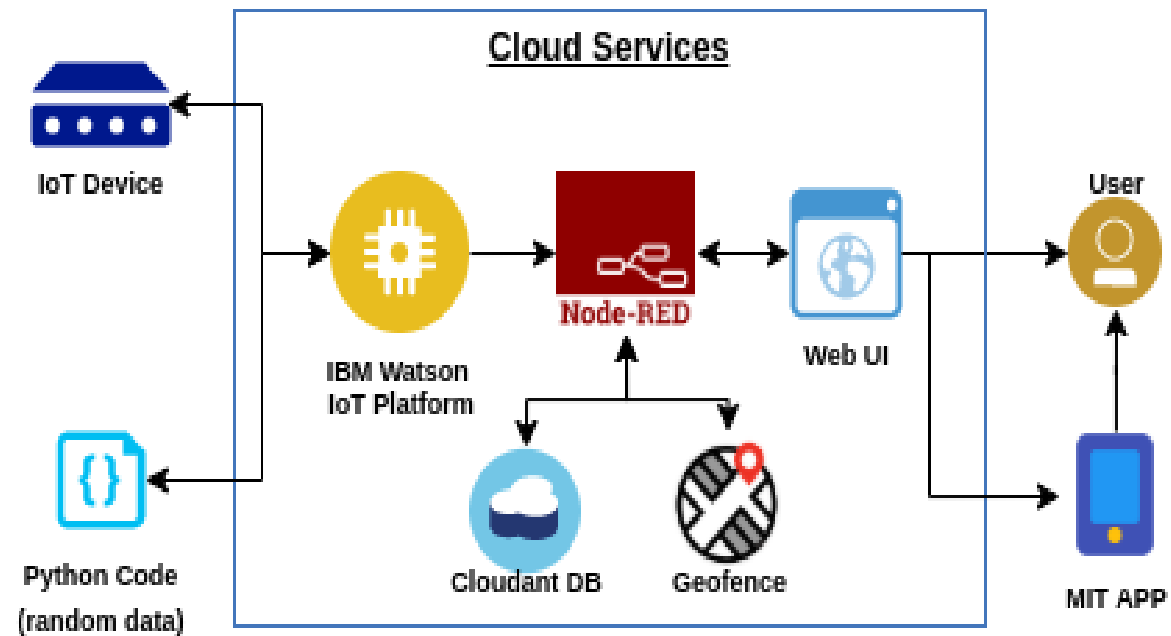 Cloud Services
IoT Device
User
Node-RED
Web UI
IBM Watson
IoT Platform
{}
Python Code
(random data)
Cloudant DB
Geofence
MIT APP